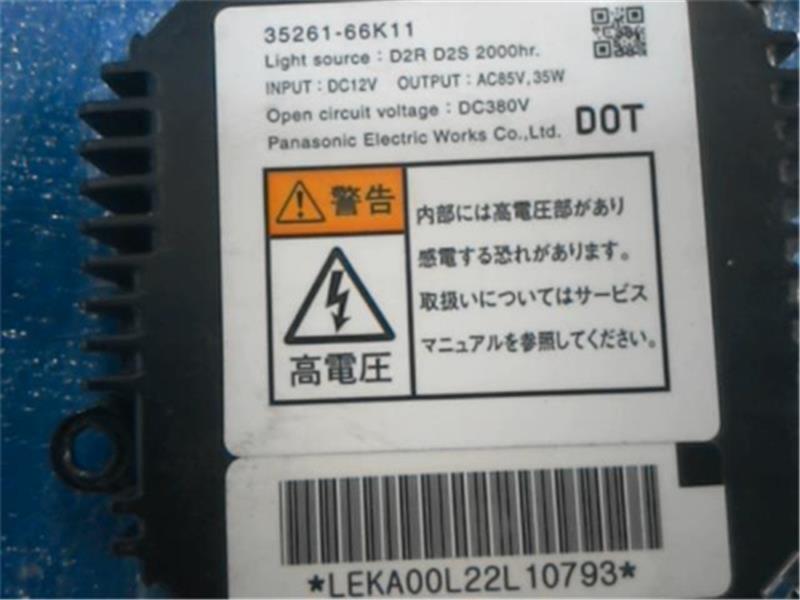 35261-66K11
Light source : D2R D2S 2000hr.
INPUT : DC12V OUTPUT : AC85V, 35W
Open circuit voltage : DC380V
Panasonic Electric Works Co.,Ltd. DOT
警告
高電圧
内部には高電圧部があり
感電する恐れがあります。
取扱いについてはサービス
マニュアルを参照してください。
*LEKA00L22L10793*